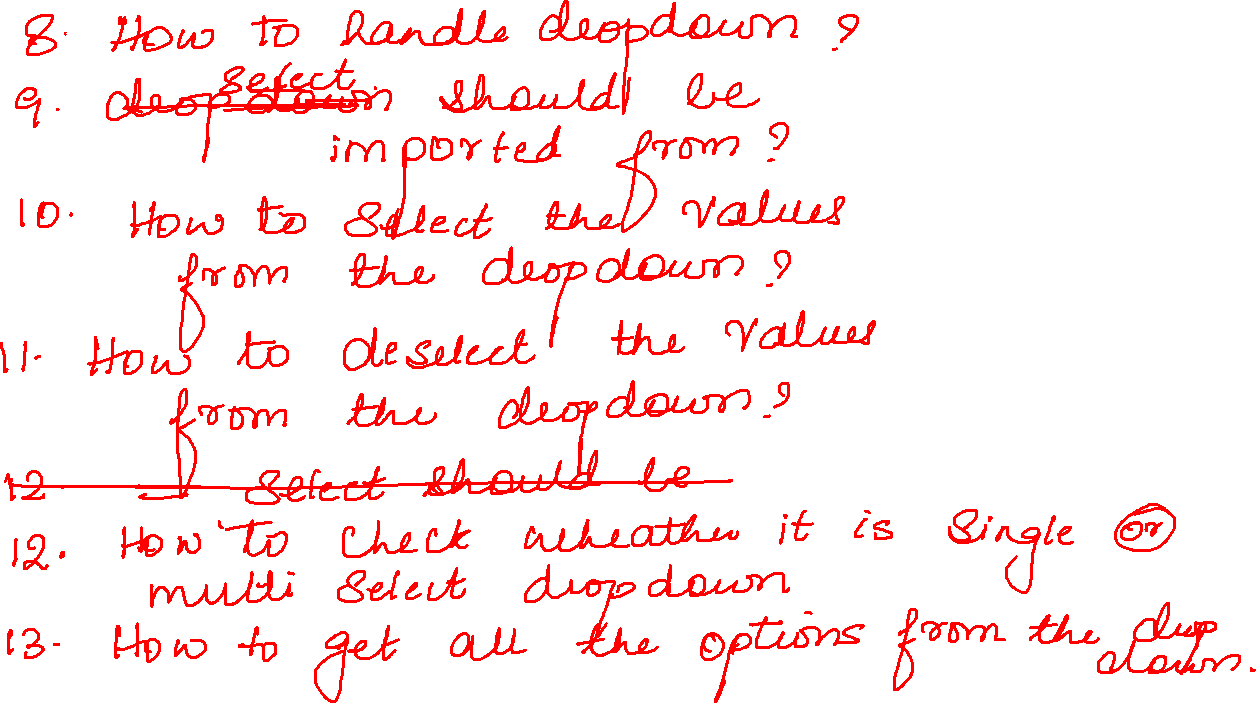 8. How to handle dropdown ?
9. dropdown Select should be
imported from ?
10. How to Select the values
from the dropdown ?
11. How to deselect the values
from the dropdown ?
12 Select should be
12. How to check wheather it is Single or
multi Select dropdown
13. How to get all the options from the drop
down.